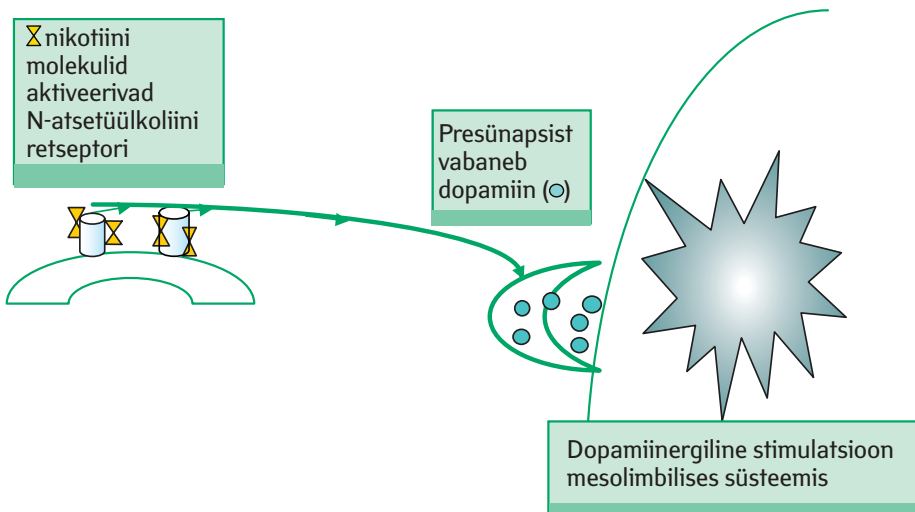 nikotiini
molekulid
aktiveerivad
N-atsetüülkoliini
retseptori
Presünapsist
vabaneb
dopamiin ( )
Dopamiinergiline stimulatsioon
mesolimbilises süsteemis